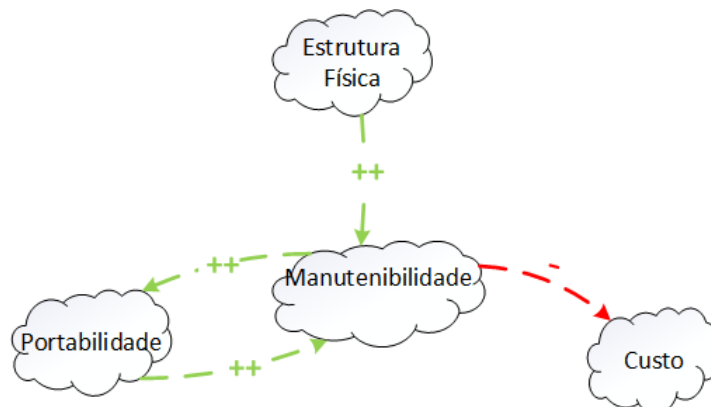 Estrutura
Física
++
++
Manutenibilidade
-
Portabilidade
++
Custo